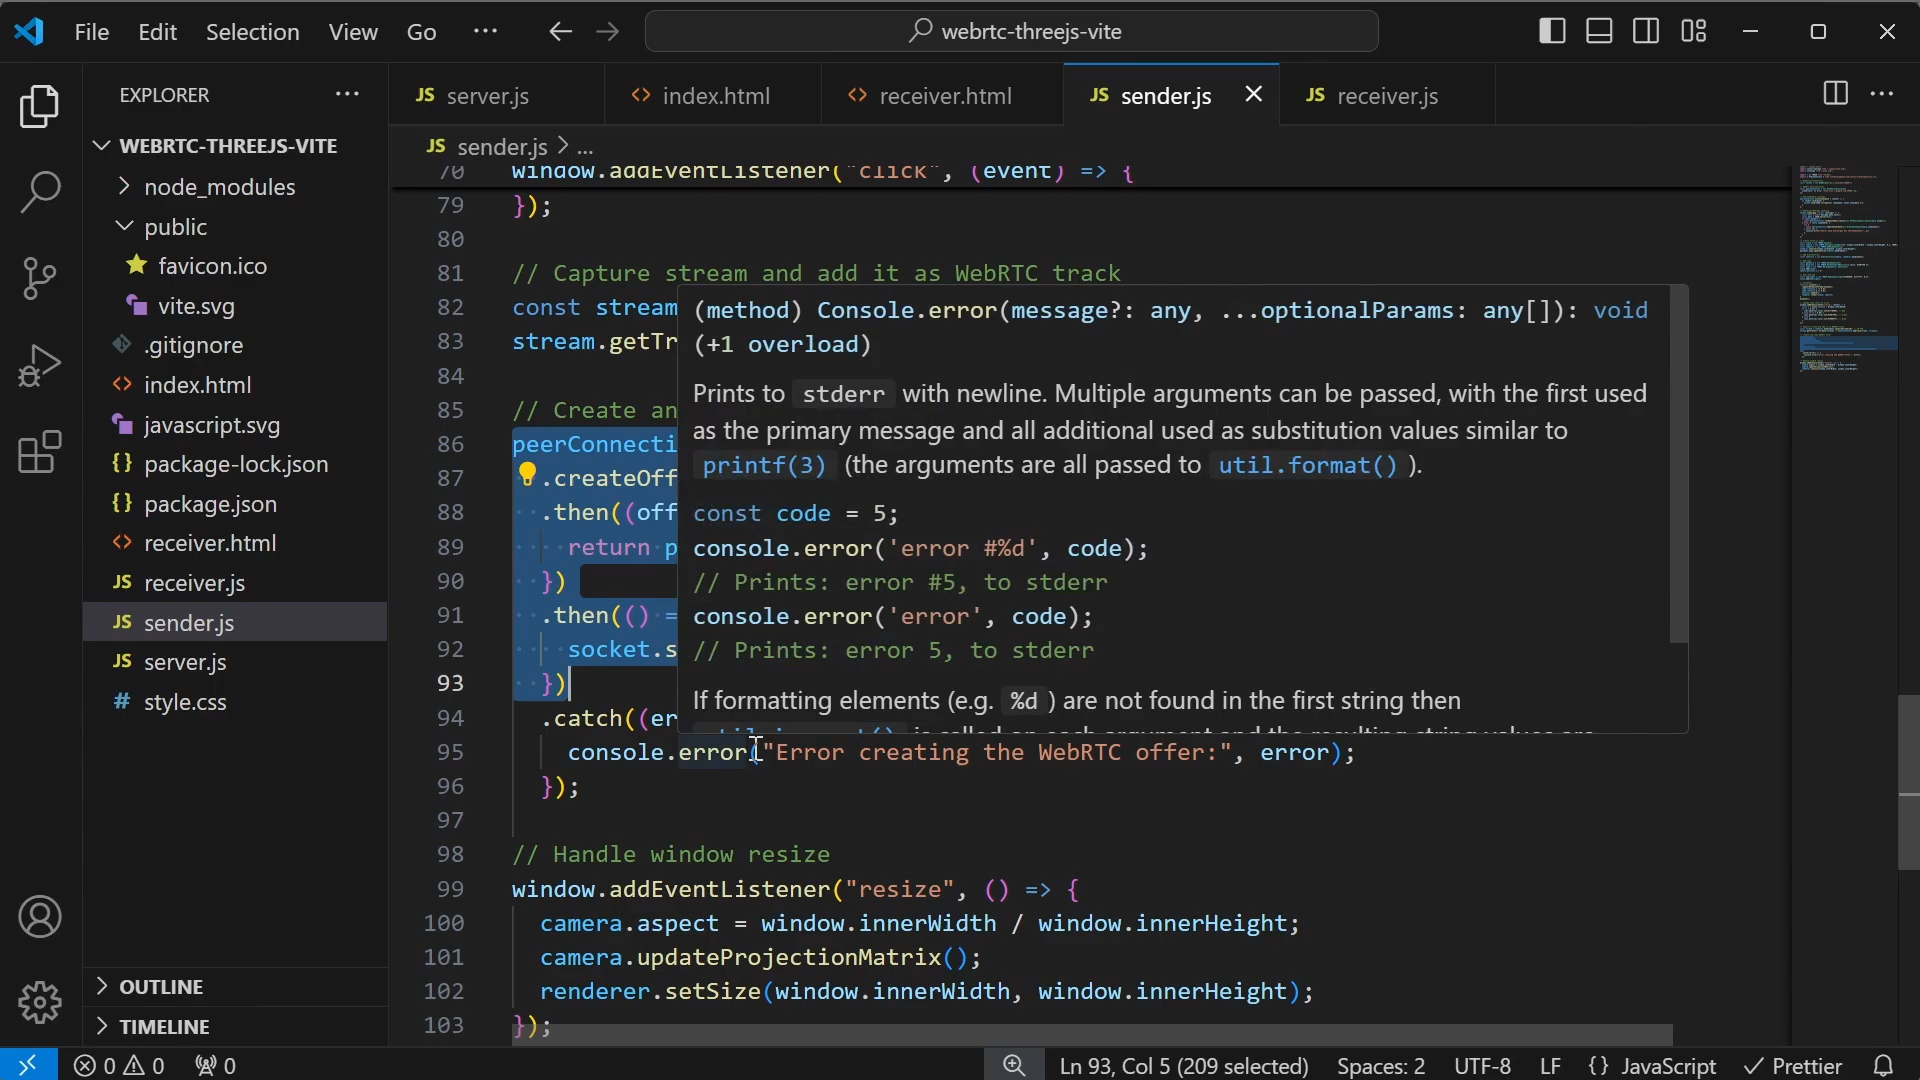 File Edit Selection View Go ··· webrtc-threejs-vite
EXPLORER ···
WEBRTC-THREEJS-VITE
node_modules
public
favicon.ico
vite.svg
.gitignore
index.html
javascript.svg
package-lock.json
package.json
receiver.html
receiver.js
sender.js
server.js
style.css
OUTLINE
TIMELINE
JS server.js <> index.html <> receiver.html JS sender.js JS receiver.js
JS sender.js > ...
70 window.addEventListener("click", (event) => {
79 });
80
81 // Capture stream and add it as WebRTC track
82 const stream
83 stream.getTr
84
85 // Create an
86 peerConnecti
87 .createOff
88 .then((off
89 return p
90 })
91 .then(() =
92 socket.s
93 })
94 .catch((er
95 console.error("Error creating the WebRTC offer:", error);
96 });
97
98 // Handle window resize
99 window.addEventListener("resize", () => {
100 camera.aspect = window.innerWidth / window.innerHeight;
101 camera.updateProjectionMatrix();
102 renderer.setSize(window.innerWidth, window.innerHeight);
103 });
(method) Console.error(message?: any, ...optionalParams: any[]): void
(+1 overload)
Prints to stderr with newline. Multiple arguments can be passed, with the first used
as the primary message and all additional used as substitution values similar to
printf(3) (the arguments are all passed to util.format() ).
const code = 5;
console.error('error #%d', code);
// Prints: error #5, to stderr
console.error('error', code);
// Prints: error 5, to stderr
If formatting elements (e.g. %d ) are not found in the first string then
0 0 0 Ln 93, Col 5 (209 selected) Spaces: 2 UTF-8 LF {} JavaScript Prettier